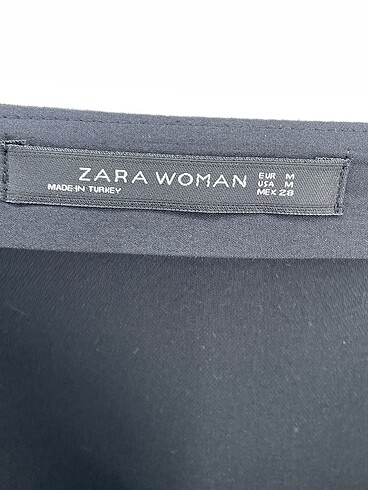 ZARA WOMAN
MADE IN TURKEY
EUR M
USA M
MEX 28